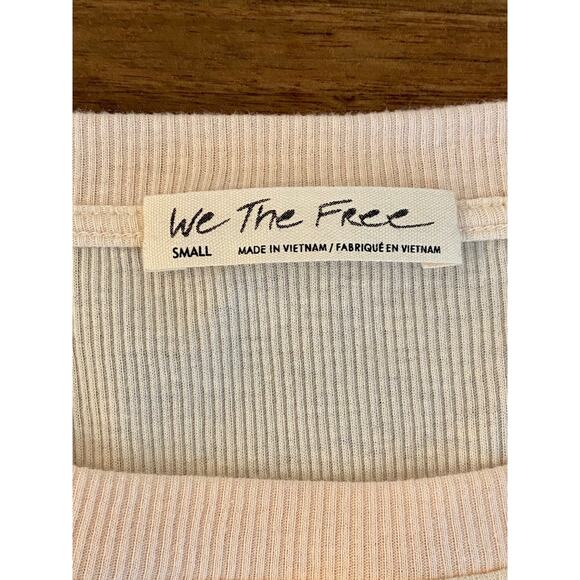 We The Free
SMALL MADE IN VIETNAM / FABRIQUÉ EN VIETNAM